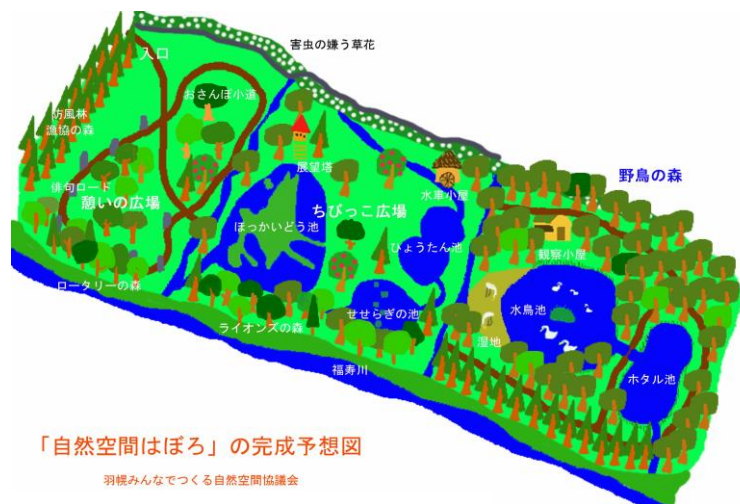 害虫の嫌う草花
入口
おさんぽ小道
防風林
漁協の森
展望塔
野鳥の森
俳句ロード
憩いの広場
水車小屋
ちびっこ広場
ほっかいどう池
ひょうたん池
観察小屋
ロータリーの森
せせらぎの池
水鳥池
ライオンズの森
湿地
福寿川
ホタル池
「自然空間はぼろ」の完成予想図
羽幌みんなでつくる自然空間協議会